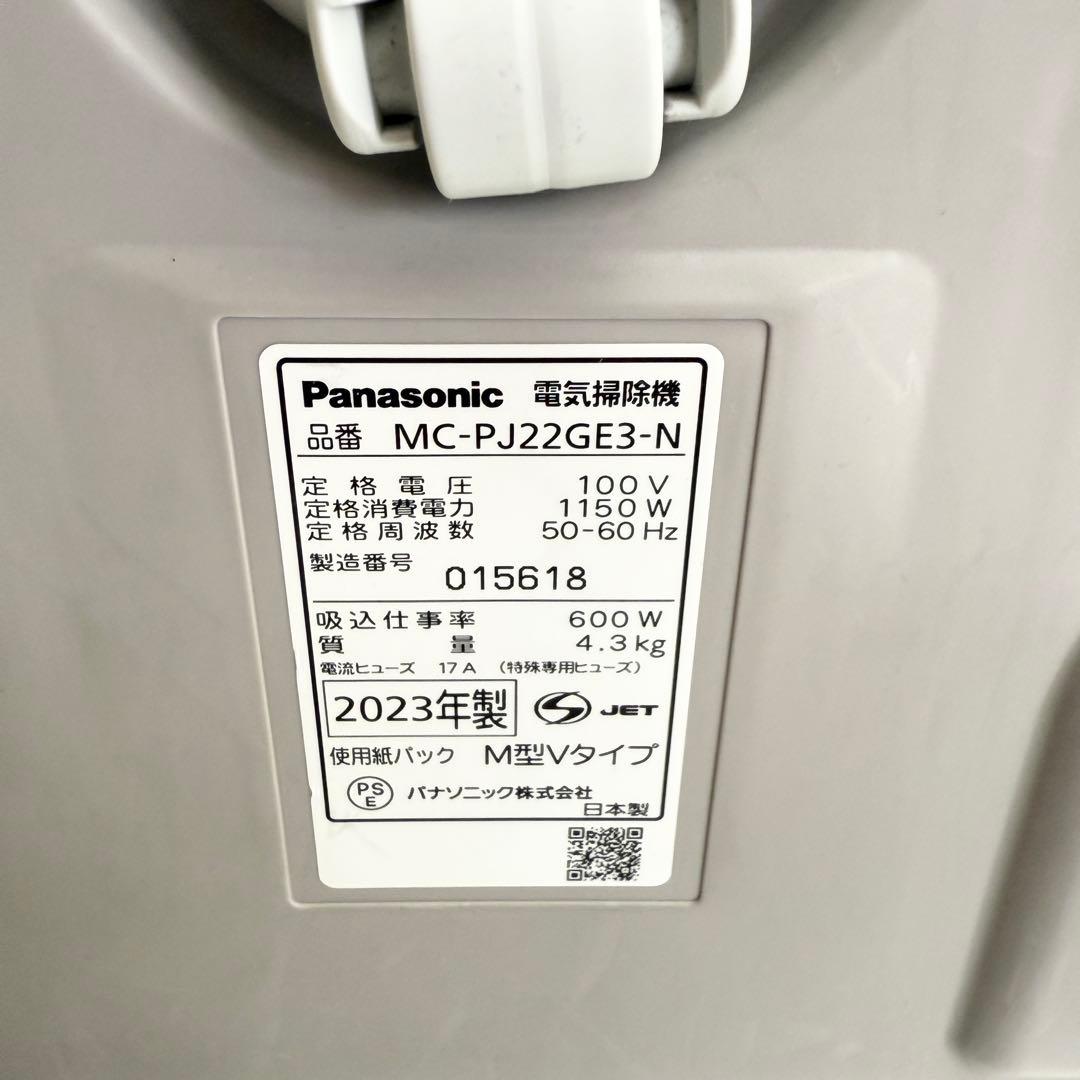 Panasonic 電気掃除機
品番 MC-PJ22GE3-N
定格電圧 100V
定格消費電力 1150W
定格周波数 50-60Hz
製造番号 015618
吸込仕事率 600W
質量 4.3kg
電流ヒューズ 17A (特殊専用ヒューズ)
2023年製 JET
使用紙パック M型Vタイプ
PSE パナソニック株式会社
日本製